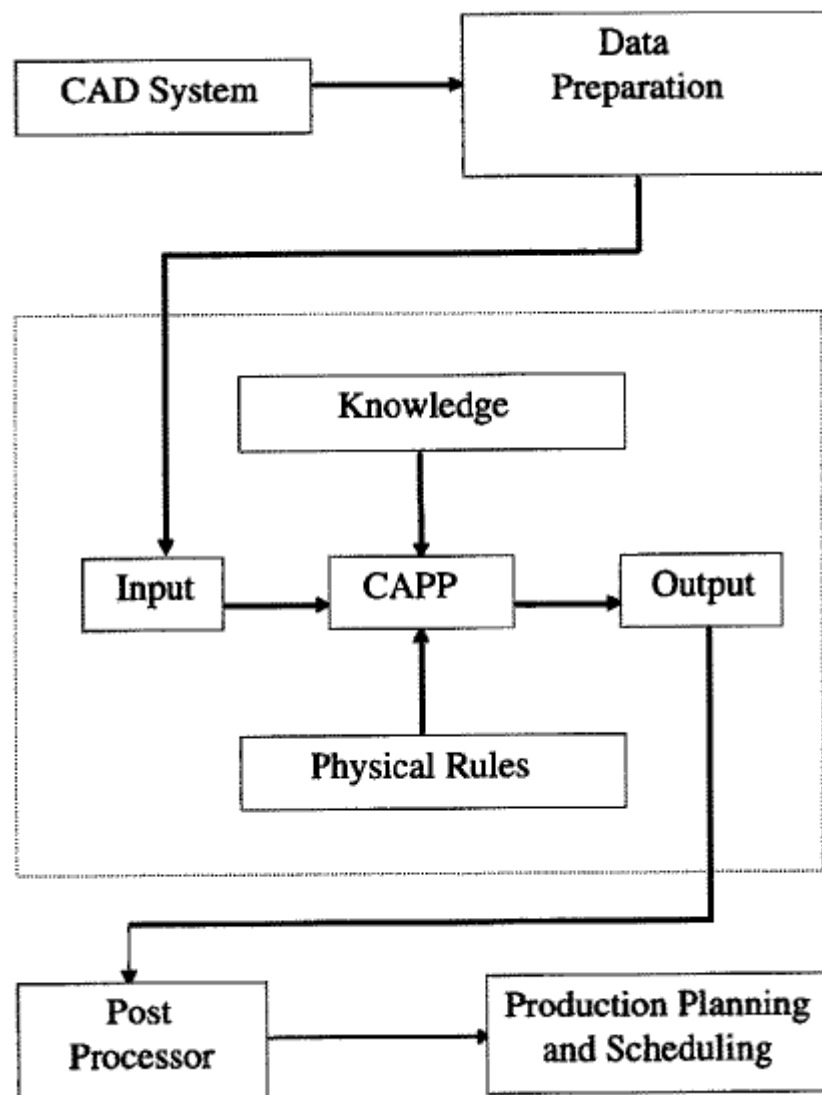 CAD System
Data
Preparation
Knowledge
Input
CAPP
Output
Physical Rules
Post
Processor
Production Planning
and Scheduling